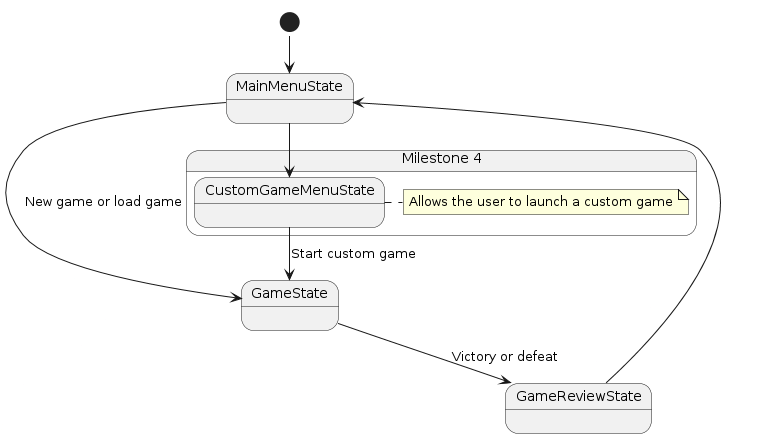 MainMenuState
Milestone 4
CustomGameMenuState
Allows the user to launch a custom game
New game or load game
Start custom game
GameState
Victory or defeat
GameReviewState